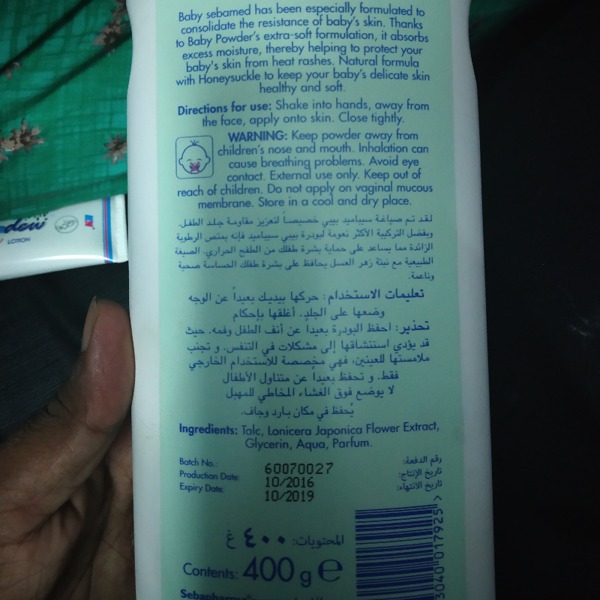 Baby sebamed has been especially formulated to
consolidate the resistance of baby's skin. Thanks
to Baby Powder's extra-soft formulation, it absorbs
excess moisture, thereby helping to protect your
baby's skin from heat rashes. Natural formula
with Honeysuckle to keep your baby's delicate skin
healthy and soft.
Directions for use: Shake into hands, away from
the face, apply onto skin. Close tightly.
WARNING: Keep powder away from
children's nose and mouth. Inhalation can
cause breathing problems. Avoid eye
contact. External use only. Keep out of
reach of children. Do not apply on vaginal mucous
membrane. Store in a cool and dry place.
LOTION
لقد تم صياغة سيباميد بيبي خصيصاً لتعزيز مقاومة جلد الطفل.
وبفضل التركيبة الأكثر نعومة لبودرة بيبي سيباميد فإنه يمتص الرطوبة
الزائدة مما يساعد على حماية بشرة طفلك من الطفح الحراري. الصيغة
الطبيعية مع نبتة زهر العسل يحافظ على بشرة طفلك الحساسة صحية
وناعمة.
تعليمات الاستخدام: حركها بيديك بعيداً عن الوجه
وضعها على الجلد. أغلقها بإحكام
تحذير: احفظ البودرة بعيداً عن أنف الطفل وفمه. حيث
قد يؤدي استنشاقها إلى مشكلات في التنفس. و تجنب
ملامستها للعينين. فهي مخصصة للاستخدام الخارجي
فقط. و تحفظ بعيداً عن متناول الأطفال
لا يوضع فوق الغشاء المخاطي للمهبل
يُحفظ في مكان بارد وجاف.
Ingredients: Talc, Lonicera Japonica Flower Extract,
Glycerin, Aqua, Parfum.
Batch No.: 60070027 رقم الدفعة:
Production Date: 10/2016 تاريخ الإنتاج:
Expiry Date: 10/2019 تاريخ الانتهاء:
المحتويات: ٤٠٠ غ
Contents: 400 g e
3040 017925 >